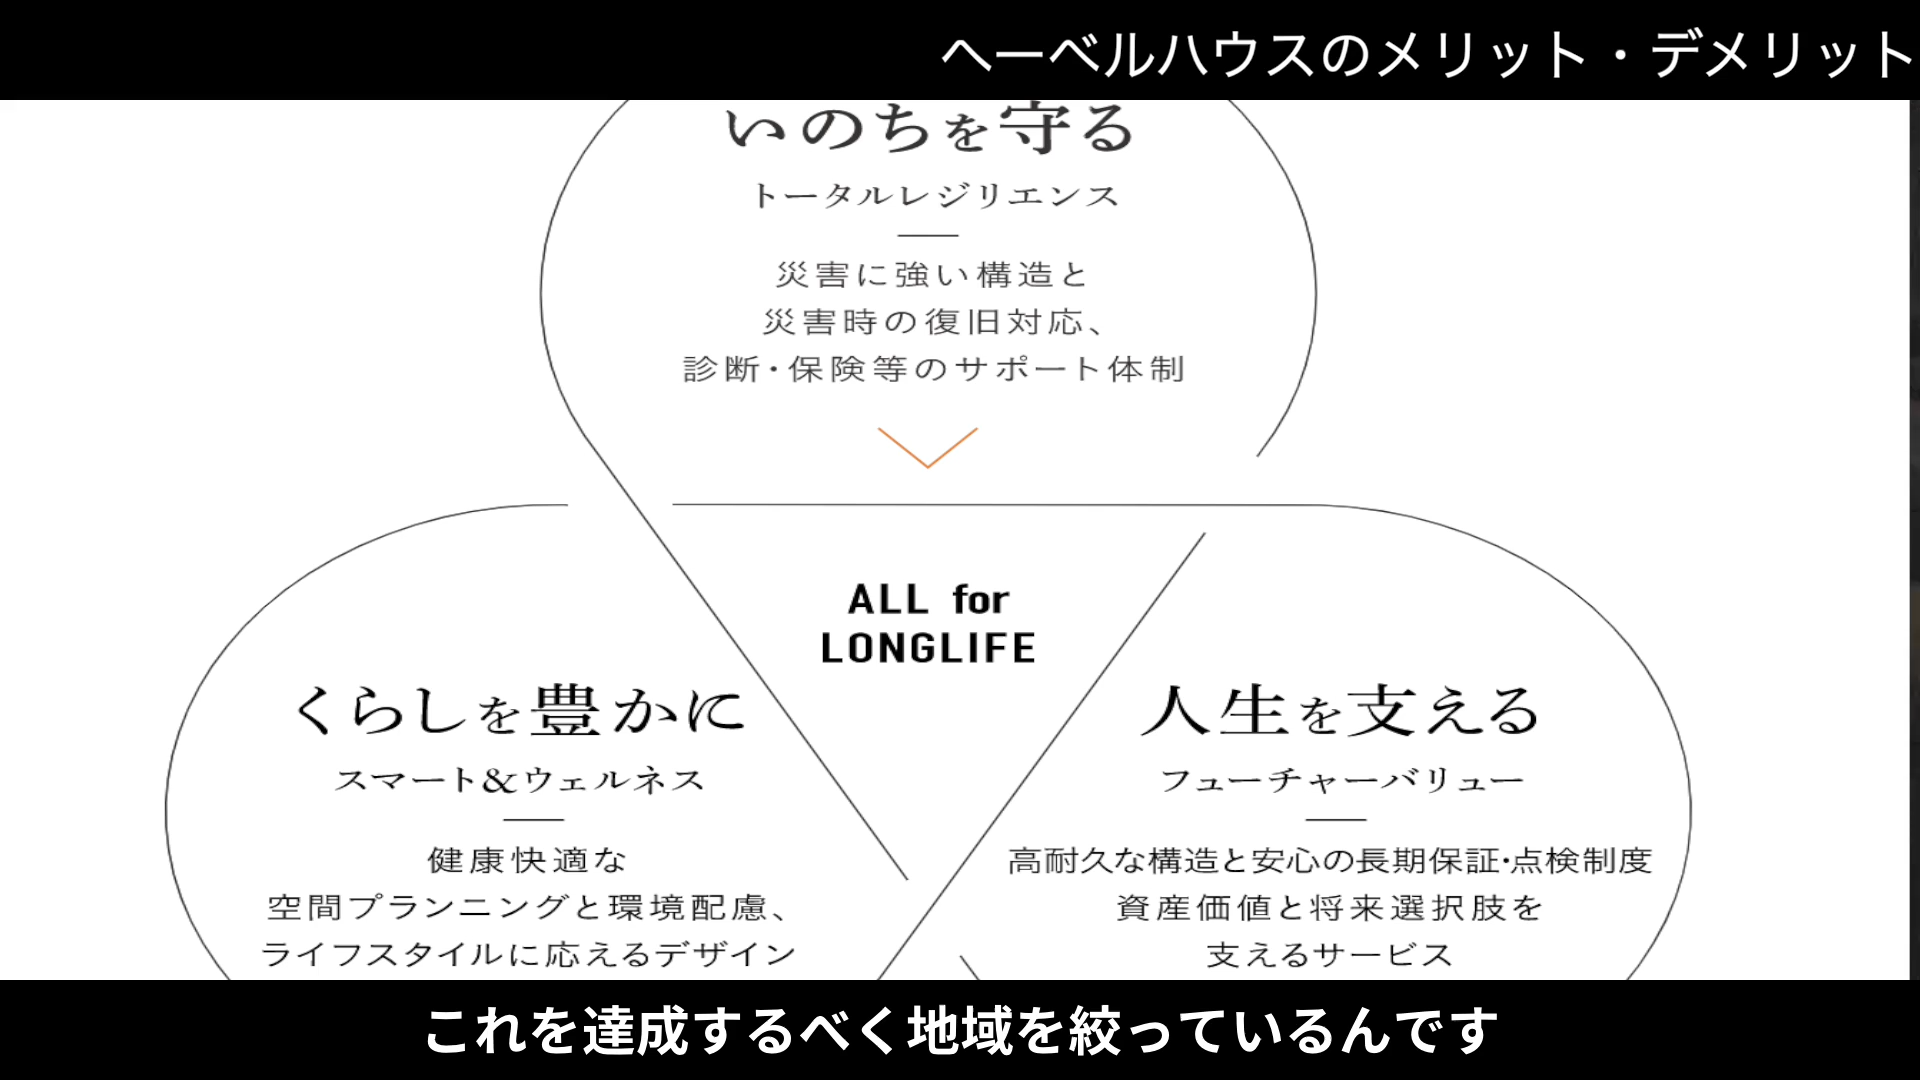 ヘーベルハウスのメリット・デメリット
いのちを守る
トータルレジリエンス
災害に強い構造と
災害時の復旧対応、
診断・保険等のサポート体制
ALL for
LONGLIFE
くらしを豊かに
スマート&ウェルネス
健康快適な
空間プランニングと環境配慮、
ライフスタイルに応えるデザイン
人生を支える
フューチャーバリュー
高耐久な構造と安心の長期保証・点検制度
資産価値と将来選択肢を
支えるサービス
これを達成するべく地域を絞っているんです